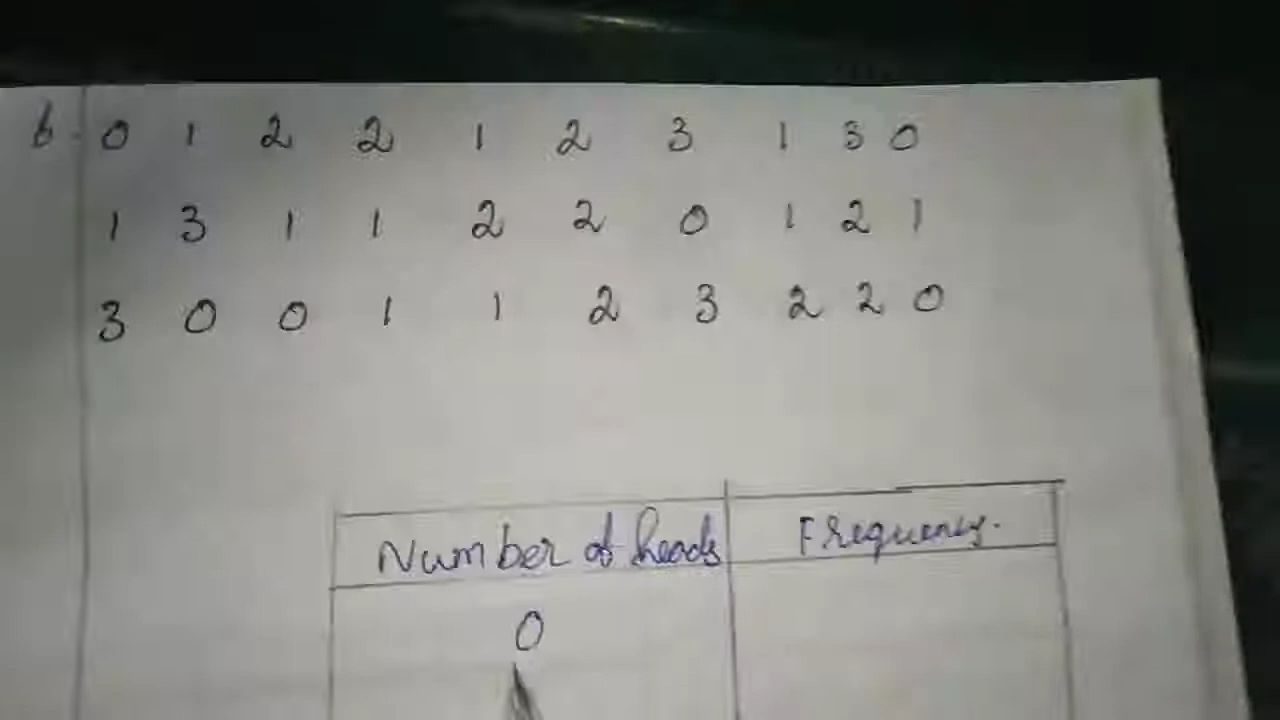 6. 0 1 2 2 1 2 3 1 3 0
1 3 1 1 2 2 0 1 2 1
3 0 0 1 1 2 3 2 2 0
Number of heads Frequency.
0